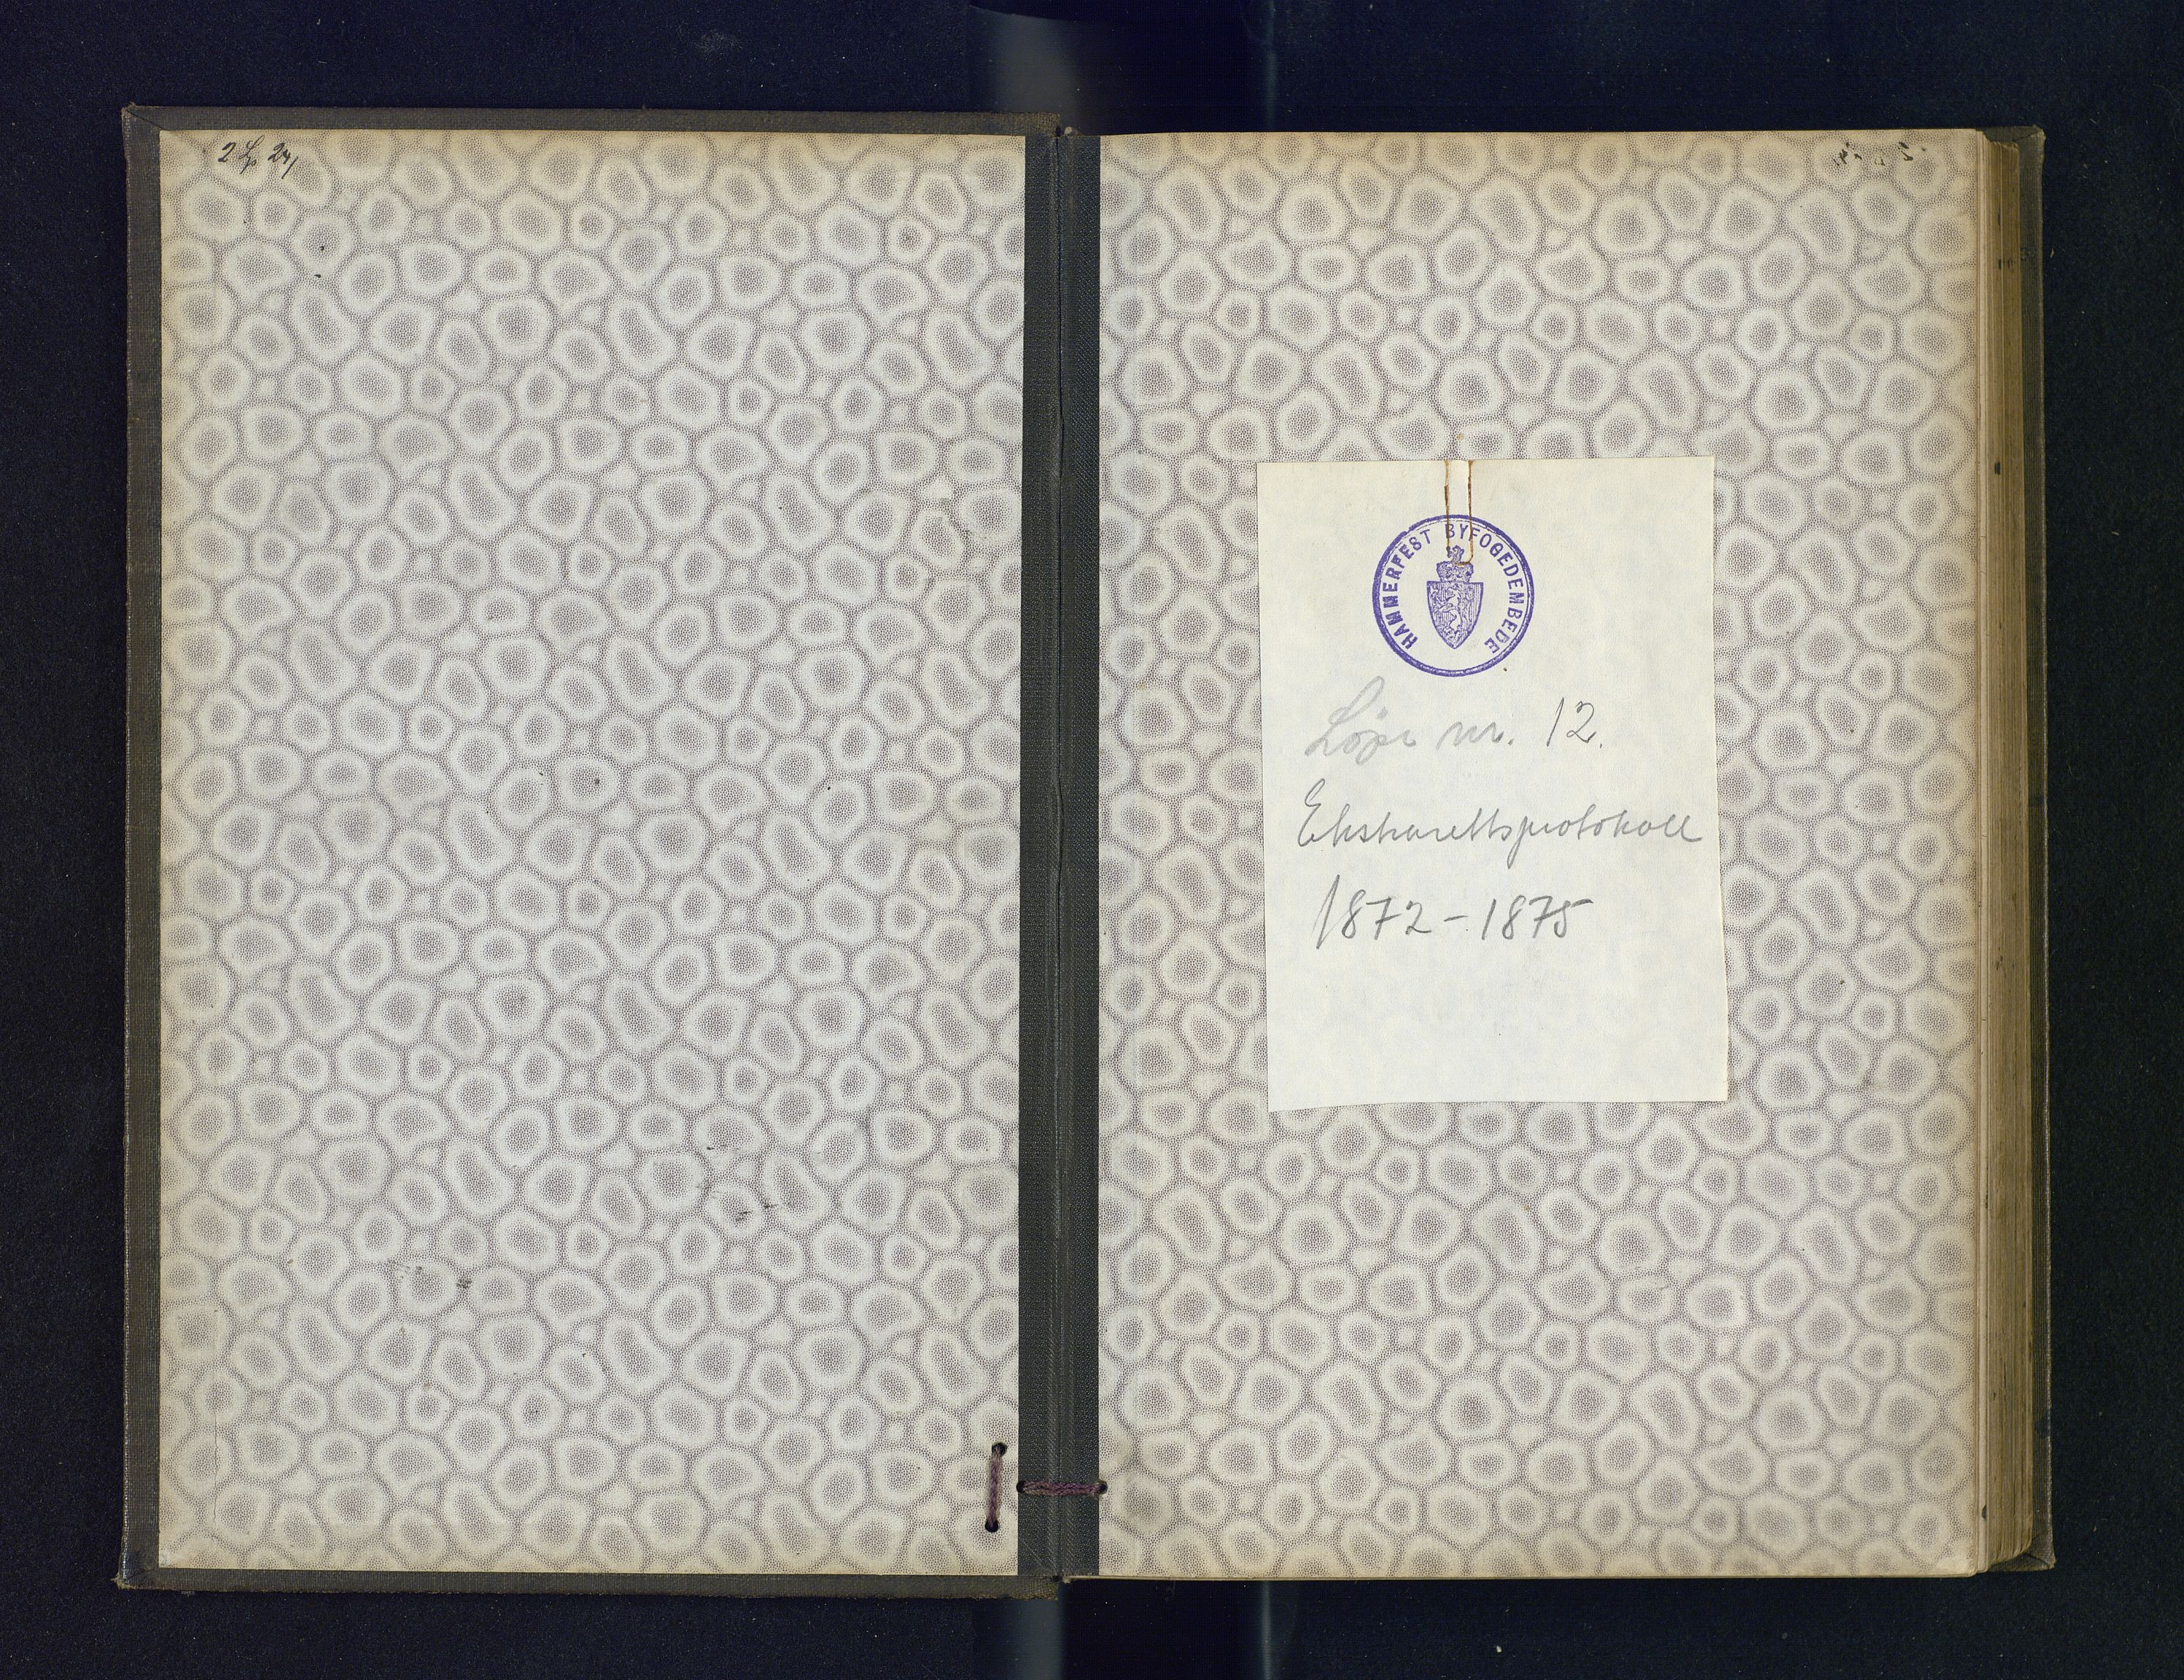 HAMMERFEST BYFOGEDEMBEDE
Løpe nr. 12.
Ekstrarettsprotokoll
1872-1875